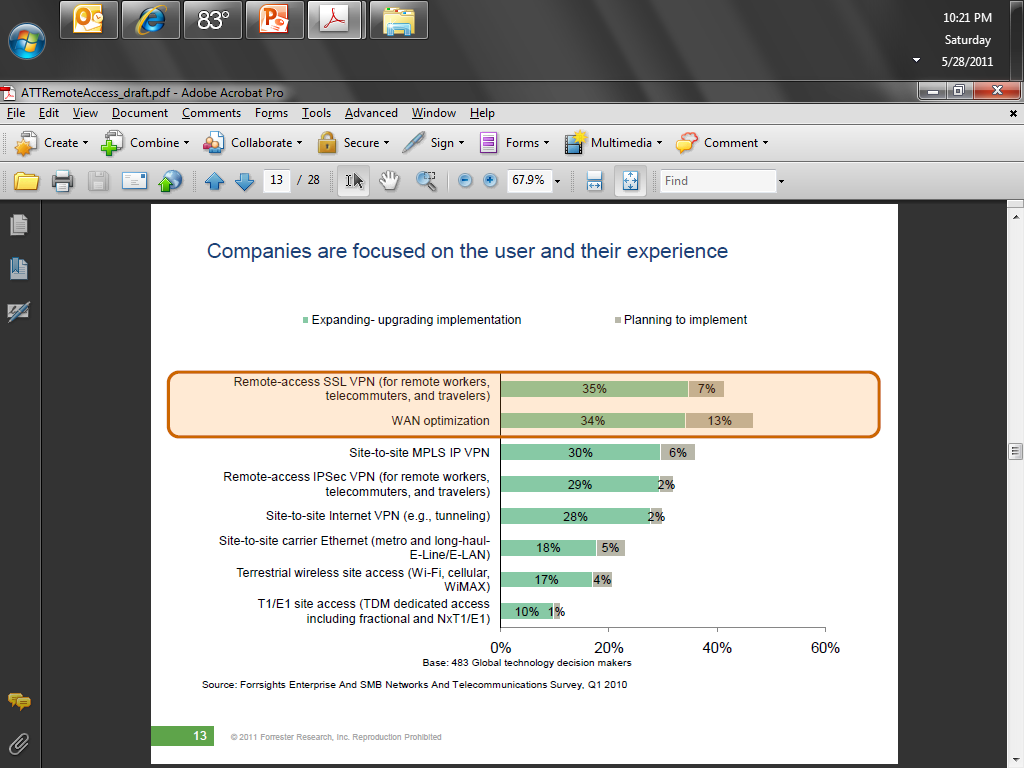 83°
10:21 PM
Saturday
5/28/2011
ATTRemoteAccess_draft.pdf - Adobe Acrobat Pro
File Edit View Document Comments Forms Tools Advanced Window Help
Create Combine Collaborate Secure Sign Forms Multimedia Comment
13 / 28 67.9% Find
Companies are focused on the user and their experience
Expanding- upgrading implementation Planning to implement
Remote-access SSL VPN (for remote workers,
telecommuters, and travelers) 35% 7%
WAN optimization 34% 13%
Site-to-site MPLS IP VPN 30% 6%
Remote-access IPSec VPN (for remote workers,
telecommuters, and travelers) 29% 2%
Site-to-site Internet VPN (e.g., tunneling) 28% 2%
Site-to-site carrier Ethernet (metro and long-haul-
E-Line/E-LAN) 18% 5%
Terrestrial wireless site access (Wi-Fi, cellular,
WiMAX) 17% 4%
T1/E1 site access (TDM dedicated access
including fractional and NxT1/E1) 10% 1%
0% 20% 40% 60%
Base: 483 Global technology decision makers
Source: Forrsights Enterprise And SMB Networks And Telecommunications Survey, Q1 2010
13 © 2011 Forrester Research, Inc. Reproduction Prohibited